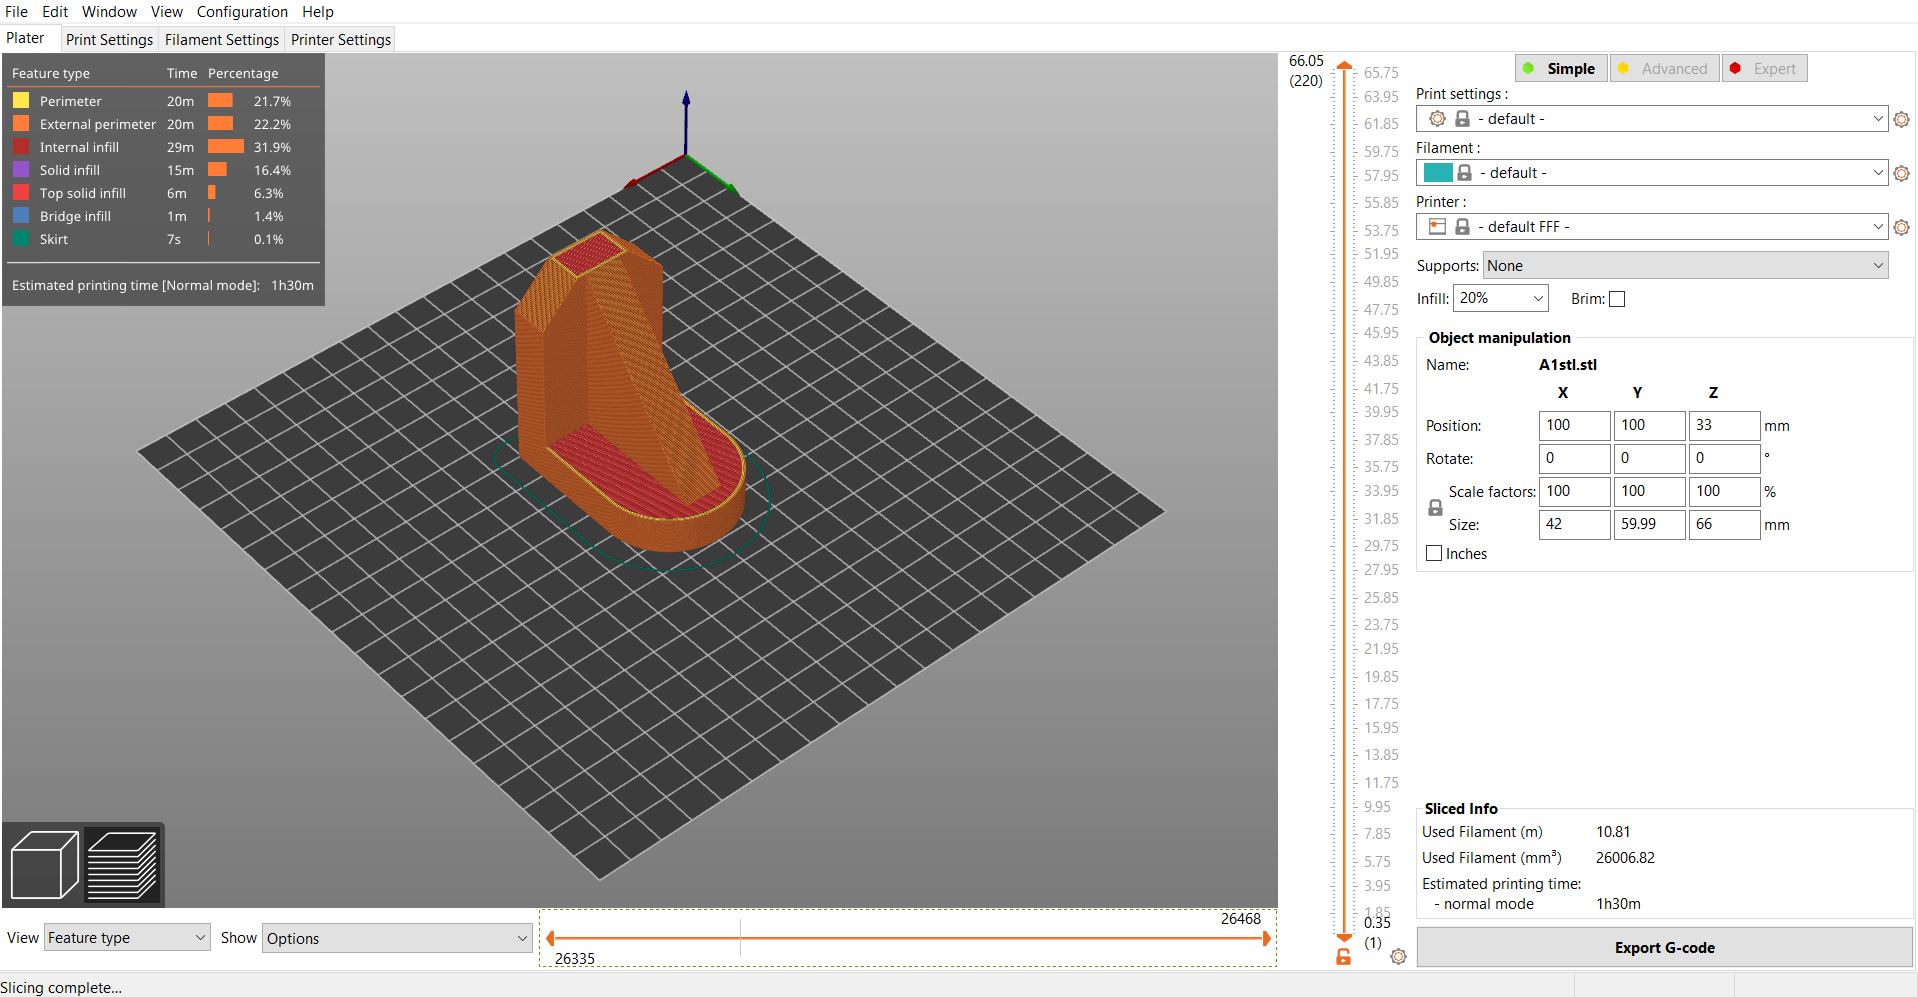 File Edit Window View Configuration Help
Plater Print Settings Filament Settings Printer Settings
Feature type Time Percentage
Perimeter 20m 21.7%
External perimeter 20m 22.2%
Internal infill 29m 31.9%
Solid infill 15m 16.4%
Top solid infill 6m 6.3%
Bridge infill 1m 1.4%
Skirt 7s 0.1%
Estimated printing time [Normal mode]: 1h30m
66.05
(220)
65.75
63.95
61.85
59.75
57.95
55.85
53.75
51.95
49.85
47.75
45.95
43.85
41.75
39.95
37.85
35.75
33.95
31.85
29.75
27.95
25.85
23.75
21.95
19.85
17.75
15.95
13.85
11.75
9.95
7.85
5.75
3.95
1.85
0.35
(1)
Simple Advanced Expert
Print settings :
- default -
Filament :
- default -
Printer :
- default FFF -
Supports: None
Infill: 20% Brim:
Object manipulation
Name: A1stl.stl
X Y Z
Position: 100 100 33 mm
Rotate: 0 0 0 °
Scale factors: 100 100 100 %
Size: 42 59.99 66 mm
Inches
Sliced Info
Used Filament (m) 10.81
Used Filament (mm³) 26006.82
Estimated printing time:
- normal mode 1h30m
Export G-code
View Feature type Show Options
26468
26335
Slicing complete...